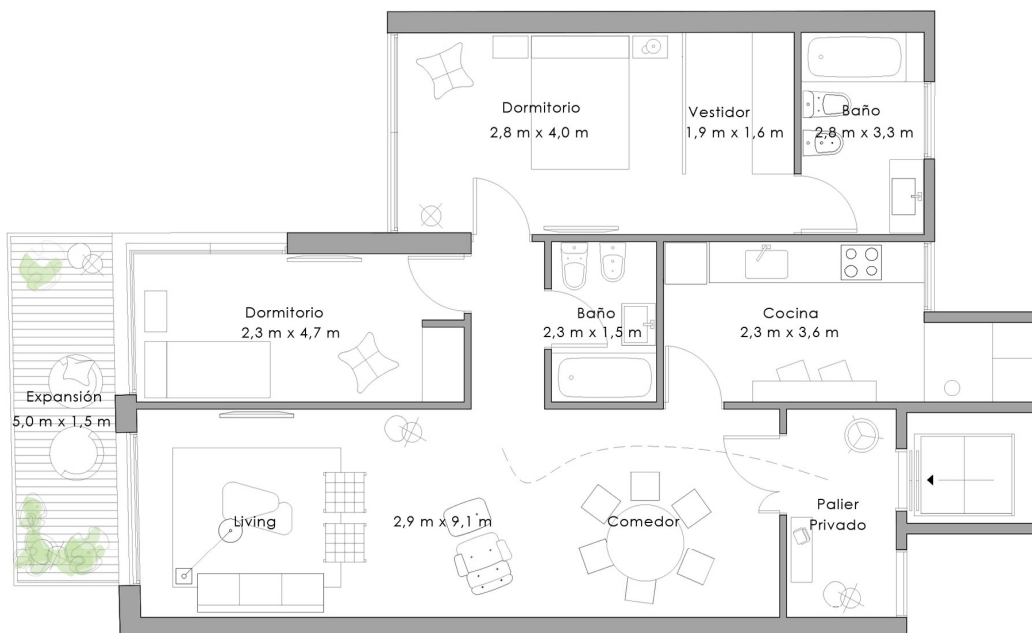 Dormitorio
2,8 m x 4,0 m
Vestidor
1,9 m x 1,6 m
Baño
2,8 m x 3,3 m
Dormitorio
2,3 m x 4,7 m
Baño
2,3 m x 1,5 m
Cocina
2,3 m x 3,6 m
Expansión
5,0 m x 1,5 m
Living
2,9 m x 9,1 m
Comedor
Palier
Privado